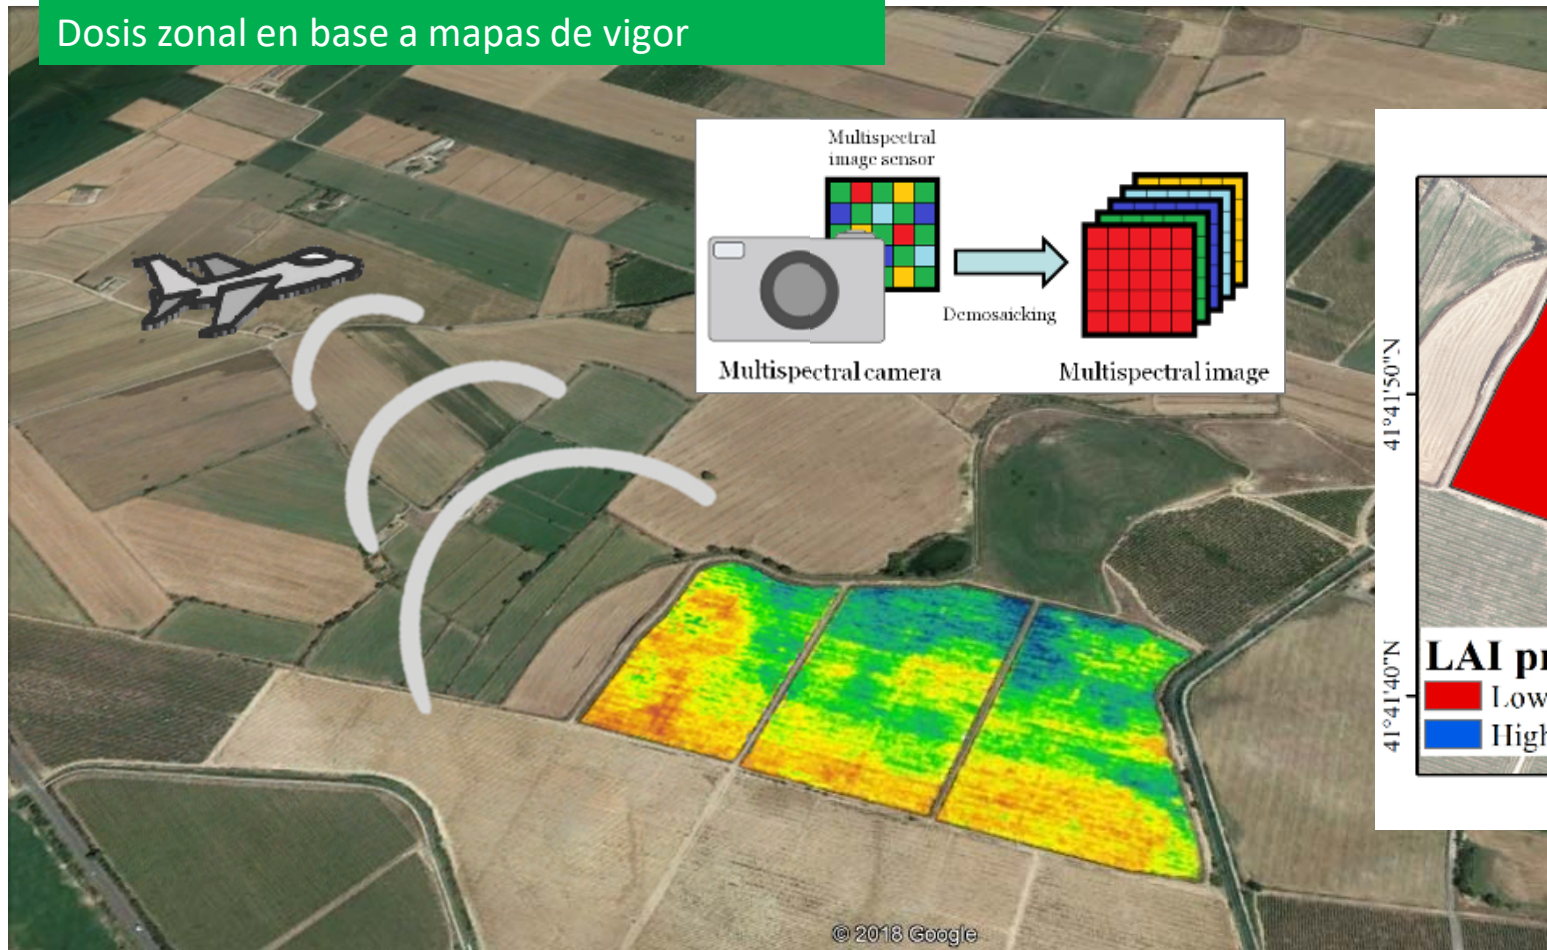 Dosis zonal en base a mapas de vigor
Multispectral
image sensor
Demosaicking
Multispectral camera
Multispectral image
41°41'50"N
41°41'40"N
LAI
Low
High
© 2018 Google